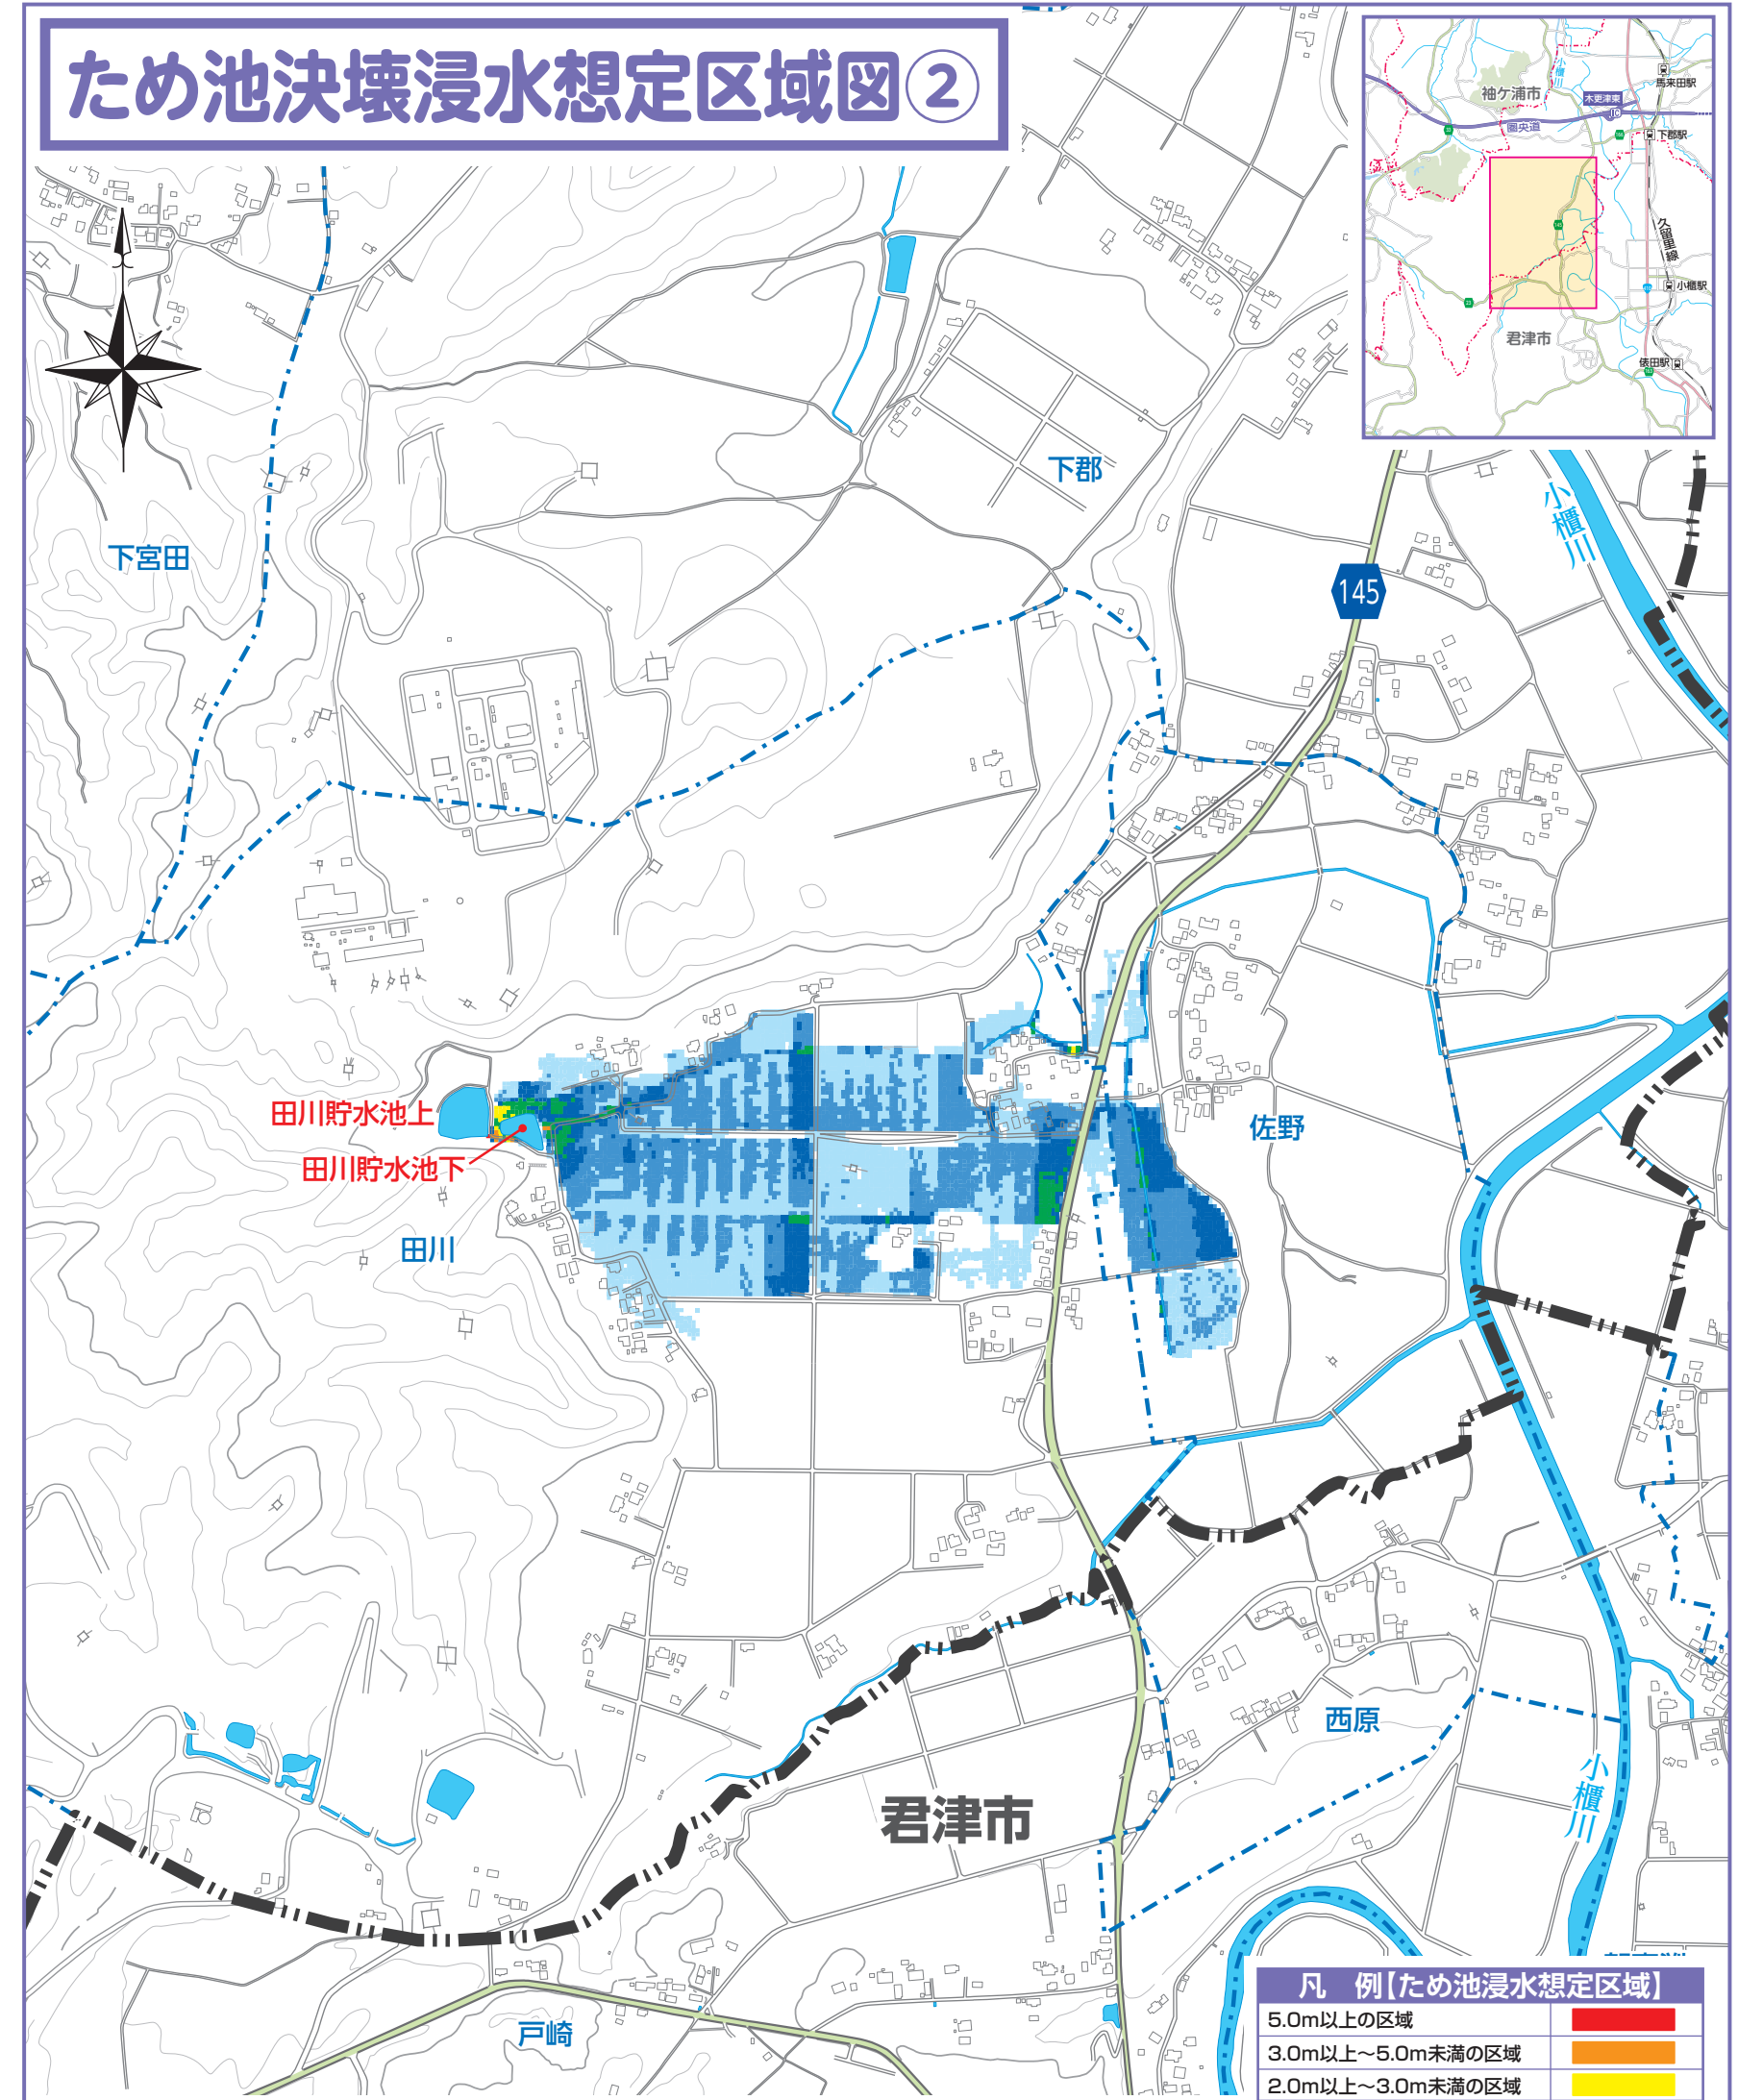 ため池決壊浸水想定区域図②
袖ケ浦市
小櫃川
馬来田駅
木更津東
IC
圏央道
下郡駅
145
久留里線
小櫃駅
君津市
俵田駅
下郡
小櫃川
下宮田
145
田川貯水池上
田川貯水池下
佐野
田川
西原
君津市
小櫃川
戸崎
凡 例【ため池浸水想定区域】
5.0m以上の区域
3.0m以上〜5.0m未満の区域
2.0m以上〜3.0m未満の区域